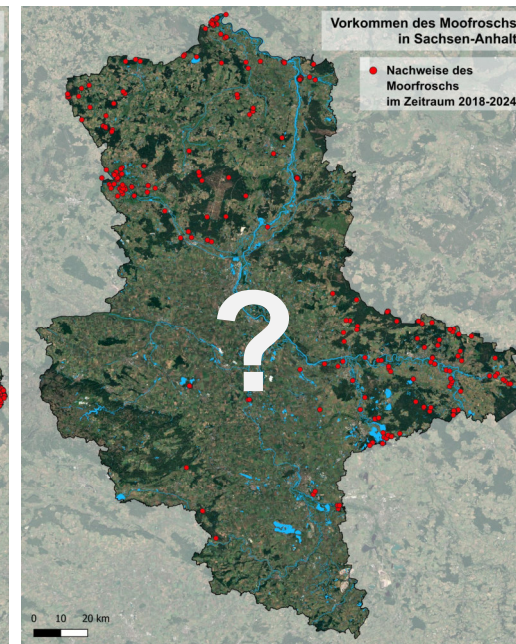 Vorkommen des Moofroschs
in Sachsen-Anhalt
Nachweise des
Moorfroschs
im Zeitraum 2018-2024
?
0 10 20 km